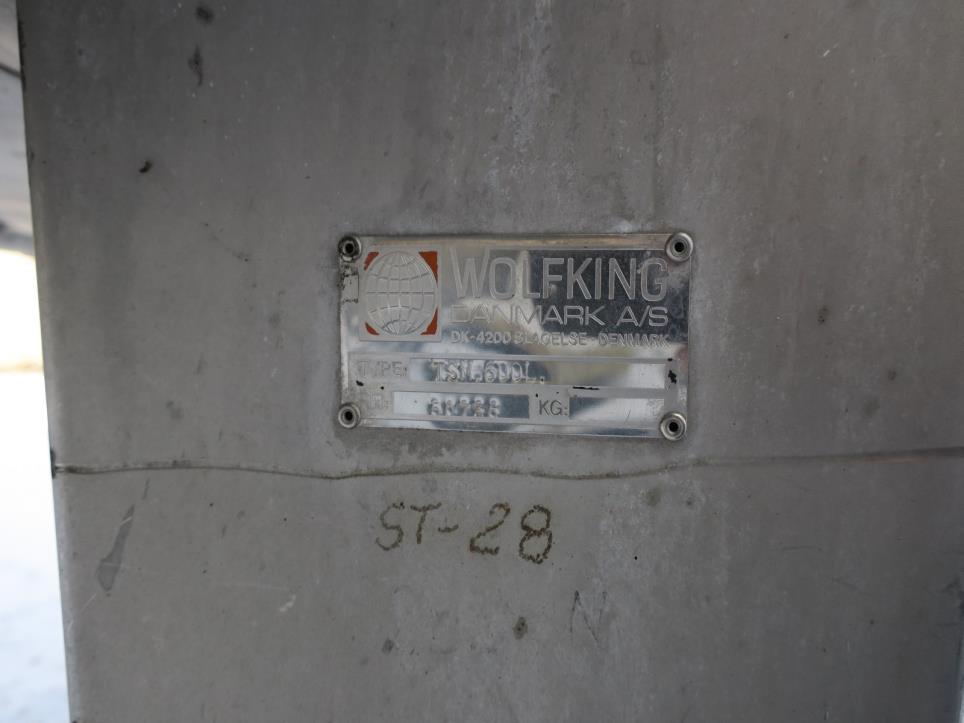 WOLFKING
DANMARK A/S
DK-4200 SLAGELSE - DENMARK
TYPE:
KG:
ST-28
N